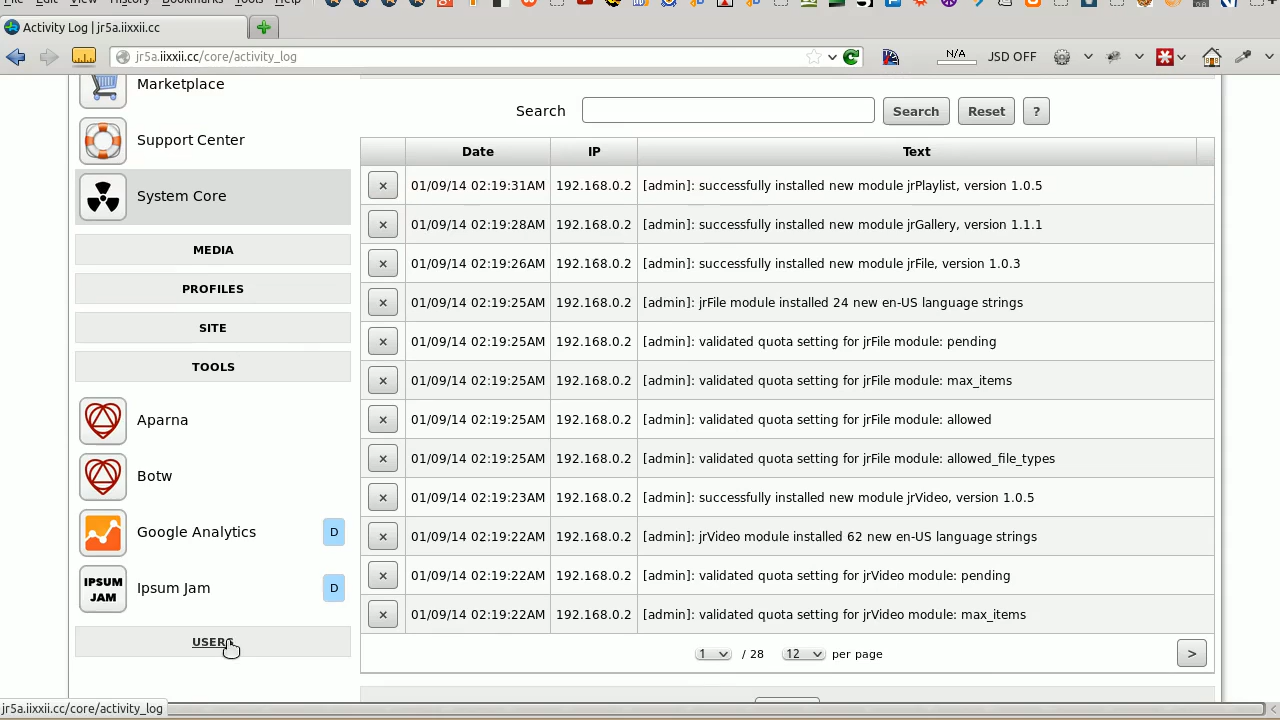 File Edit View History Bookmarks Tools Help
Activity Log | jr5a.iixxii.cc
jr5a.iixxii.cc/core/activity_log
N/A
JSD OFF
Marketplace
Support Center
System Core
MEDIA
PROFILES
SITE
TOOLS
Aparna
Botw
Google Analytics D
IPSUM JAM
Ipsum Jam D
USERS
Search Search Reset ?
Date IP Text
× 01/09/14 02:19:31AM 192.168.0.2 [admin]: successfully installed new module jrPlaylist, version 1.0.5
× 01/09/14 02:19:28AM 192.168.0.2 [admin]: successfully installed new module jrGallery, version 1.1.1
× 01/09/14 02:19:26AM 192.168.0.2 [admin]: successfully installed new module jrFile, version 1.0.3
× 01/09/14 02:19:25AM 192.168.0.2 [admin]: jrFile module installed 24 new en-US language strings
× 01/09/14 02:19:25AM 192.168.0.2 [admin]: validated quota setting for jrFile module: pending
× 01/09/14 02:19:25AM 192.168.0.2 [admin]: validated quota setting for jrFile module: max_items
× 01/09/14 02:19:25AM 192.168.0.2 [admin]: validated quota setting for jrFile module: allowed
× 01/09/14 02:19:25AM 192.168.0.2 [admin]: validated quota setting for jrFile module: allowed_file_types
× 01/09/14 02:19:23AM 192.168.0.2 [admin]: successfully installed new module jrVideo, version 1.0.5
× 01/09/14 02:19:22AM 192.168.0.2 [admin]: jrVideo module installed 62 new en-US language strings
× 01/09/14 02:19:22AM 192.168.0.2 [admin]: validated quota setting for jrVideo module: pending
× 01/09/14 02:19:22AM 192.168.0.2 [admin]: validated quota setting for jrVideo module: max_items
1 / 28 12 per page >
jr5a.iixxii.cc/core/activity_log